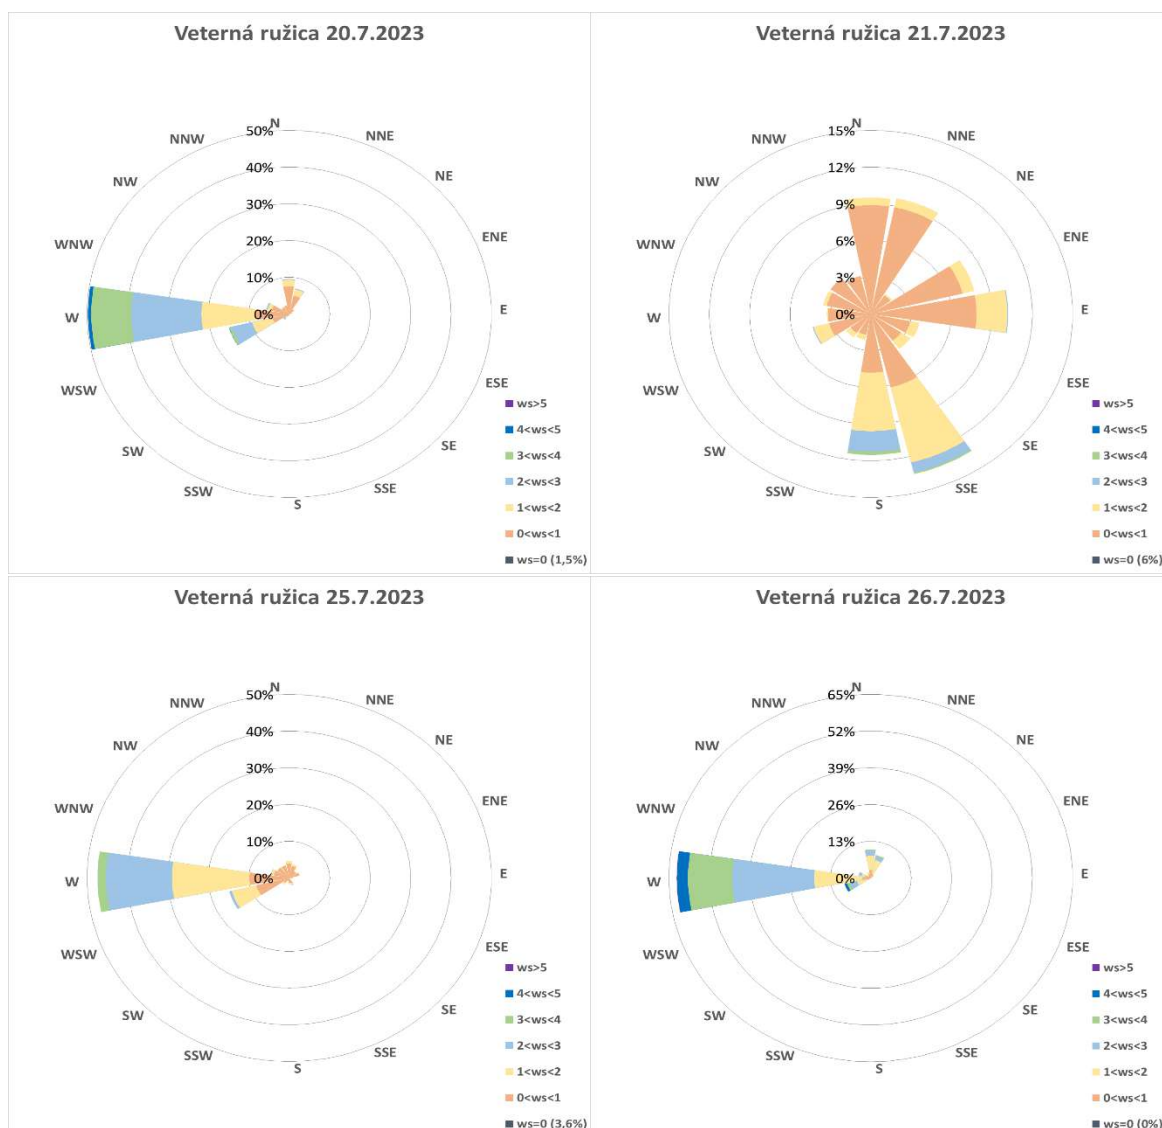 Veterná ružica 20.7.2023
N
NNE
NE
ENE
E
ESE
SE
SSE
S
SSW
SW
WSW
W
WNW
NW
NNW
50%
40%
30%
20%
10%
0%
ws>5
4<ws<5
3<ws<4
2<ws<3
1<ws<2
0<ws<1
ws=0 (1,5%)
Veterná ružica 21.7.2023
N
NNE
NE
ENE
E
ESE
SE
SSE
S
SSW
SW
WSW
W
WNW
NW
NNW
15%
12%
9%
6%
3%
0%
ws>5
4<ws<5
3<ws<4
2<ws<3
1<ws<2
0<ws<1
ws=0 (6%)
Veterná ružica 25.7.2023
N
NNE
NE
ENE
E
ESE
SE
SSE
S
SSW
SW
WSW
W
WNW
NW
NNW
50%
40%
30%
20%
10%
0%
ws>5
4<ws<5
3<ws<4
2<ws<3
1<ws<2
0<ws<1
ws=0 (3,6%)
Veterná ružica 26.7.2023
N
NNE
NE
ENE
E
ESE
SE
SSE
S
SSW
SW
WSW
W
WNW
NW
NNW
65%
52%
39%
26%
13%
0%
ws>5
4<ws<5
3<ws<4
2<ws<3
1<ws<2
0<ws<1
ws=0 (0%)